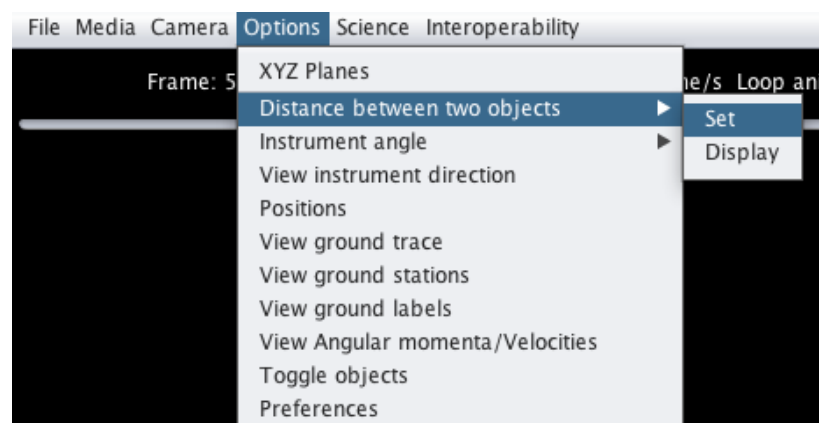 File Media Camera Options Science Interoperability
Frame: 5
e/s Loop an
XYZ Planes
Distance between two objects
Set
Display
Instrument angle
View instrument direction
Positions
View ground trace
View ground stations
View ground labels
View Angular momenta/Velocities
Toggle objects
Preferences